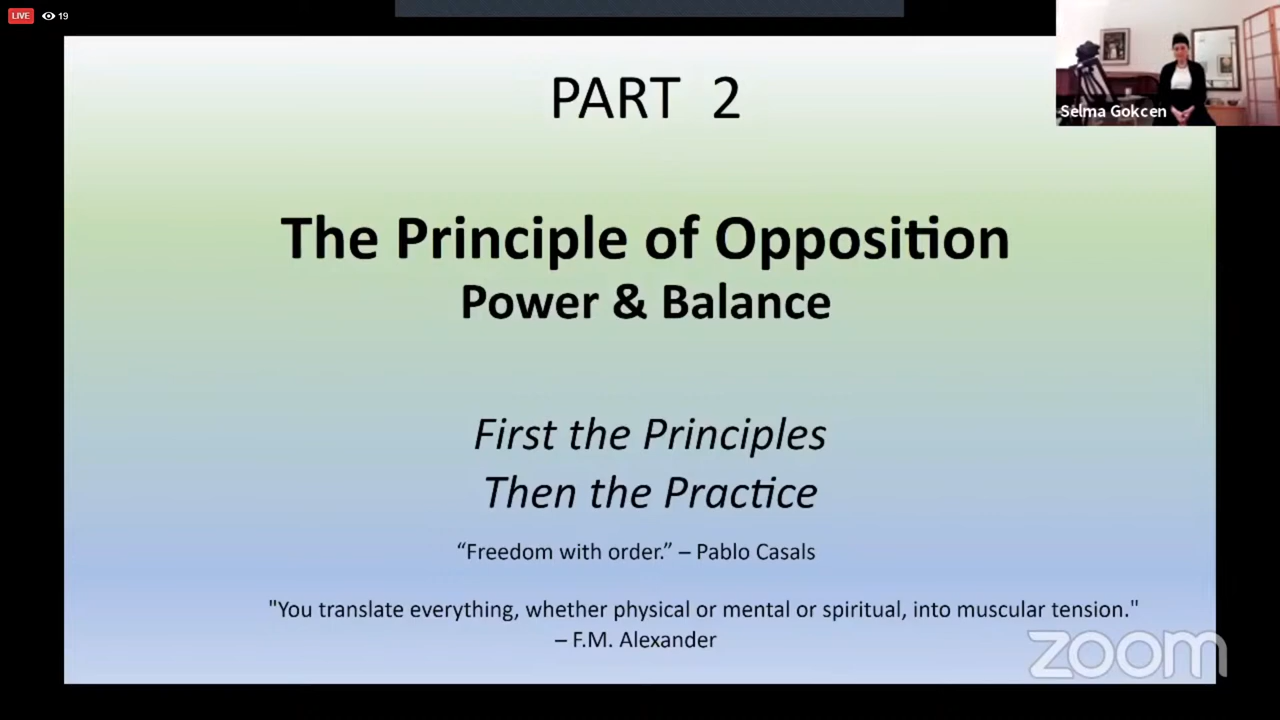 LIVE 19
Selma Gokcen
PART 2
The Principle of Opposition
Power & Balance
First the Principles
Then the Practice
“Freedom with order.” – Pablo Casals
"You translate everything, whether physical or mental or spiritual, into muscular tension."
– F.M. Alexander
zoom